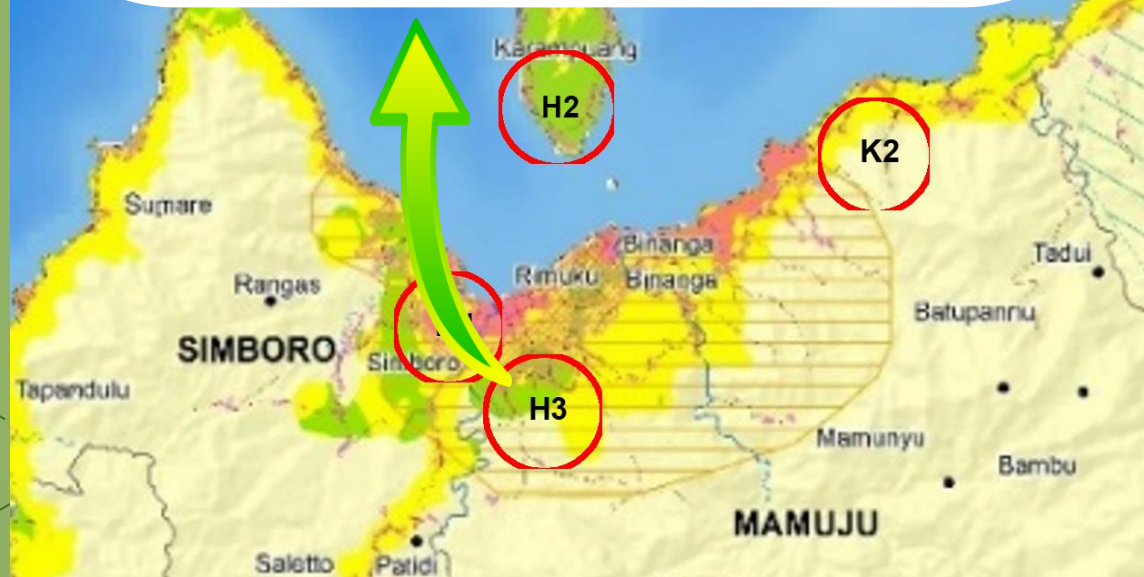 Karampuang
H2
K2
Sumare
Binanga
Tadui
Rimuku
Binanga
Rangas
Batupannu
SIMBORO
Simboro
Tapandulu
H3
Mamunyu
Bambu
MAMUJU
Saletto
Patidi